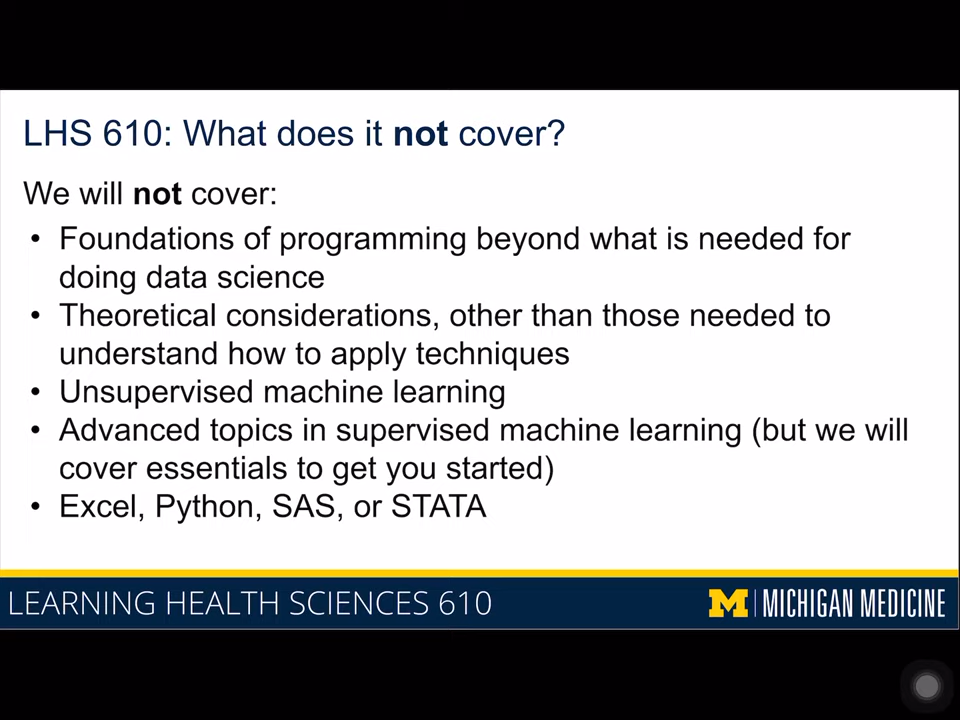 LHS 610: What does it not cover?
We will not cover:
• Foundations of programming beyond what is needed for
doing data science
• Theoretical considerations, other than those needed to
understand how to apply techniques
• Unsupervised machine learning
• Advanced topics in supervised machine learning (but we will
cover essentials to get you started)
• Excel, Python, SAS, or STATA
LEARNING HEALTH SCIENCES 610
M | MICHIGAN MEDICINE